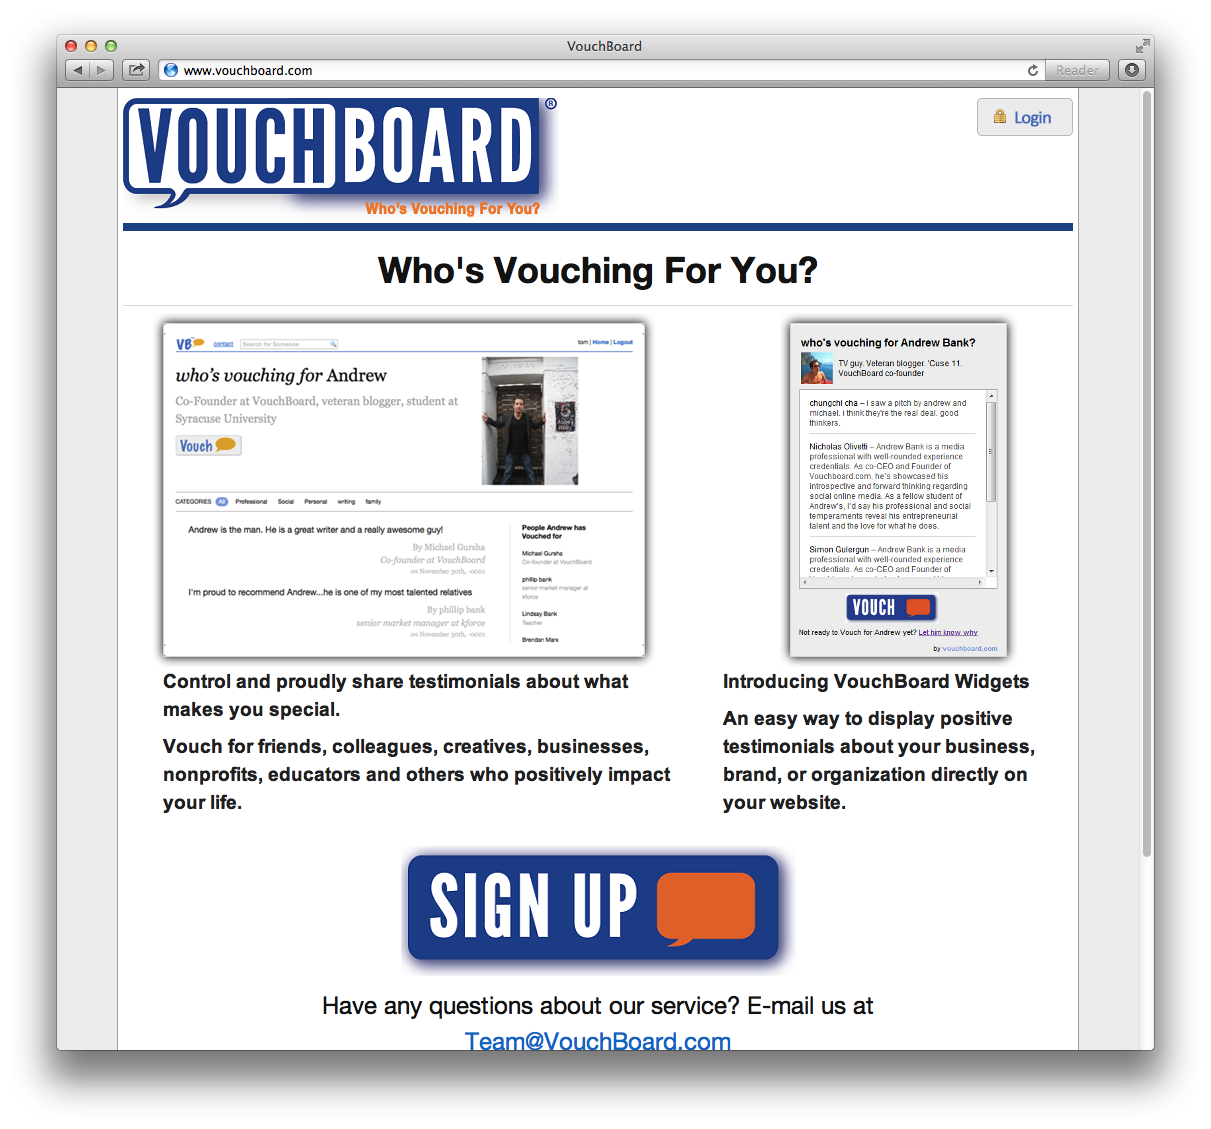 VouchBoard
www.vouchboard.com
Reader
VOUCHBOARD®
Who's Vouching For You?
Login
Who's Vouching For You?
VB
contact
Search for Someone
tom | Home | Logout
who's vouching for Andrew
Co-Founder at VouchBoard, veteran blogger, student at
Syracuse University
Vouch
CATEGORIES All Professional Social Personal writing family
Andrew is the man. He is a great writer and a really awesome guy!
By Michael Gursha
Co-founder at VouchBoard
on November 30th, -0001
I'm proud to recommend Andrew...he is one of my most talented relatives
By phillip bank
senior market manager at kforce
on November 30th, -0001
People Andrew has
Vouched for
Michael Gursha
Co-founder at VouchBoard
phillip bank
senior market manager at
kforce
Lindsay Bank
Teacher
Brendan Marx
who's vouching for Andrew Bank?
TV guy. Veteran blogger. 'Cuse 11.
VouchBoard co-founder
chungchi cha – I saw a pitch by andrew and
michael. i think they're the real deal. good
thinkers.
Nicholas Olivetti – Andrew Bank is a media
professional with well-rounded experience
credentials. As co-CEO and Founder of
Vouchboard.com, he's showcased his
introspective and forward thinking regarding
social online media. As a fellow student of
Andrew's, I'd say his professional and social
temperaments reveal his entrepreneurial
talent and the love for what he does.
Simon Gulergun – Andrew Bank is a media
professional with well-rounded experience
credentials. As co-CEO and Founder of
VOUCH
Not ready to Vouch for Andrew yet? Let him know why
by vouchboard.com
Control and proudly share testimonials about what
makes you special.
Vouch for friends, colleagues, creatives, businesses,
nonprofits, educators and others who positively impact
your life.
Introducing VouchBoard Widgets
An easy way to display positive
testimonials about your business,
brand, or organization directly on
your website.
SIGN UP
Have any questions about our service? E-mail us at
Team@VouchBoard.com